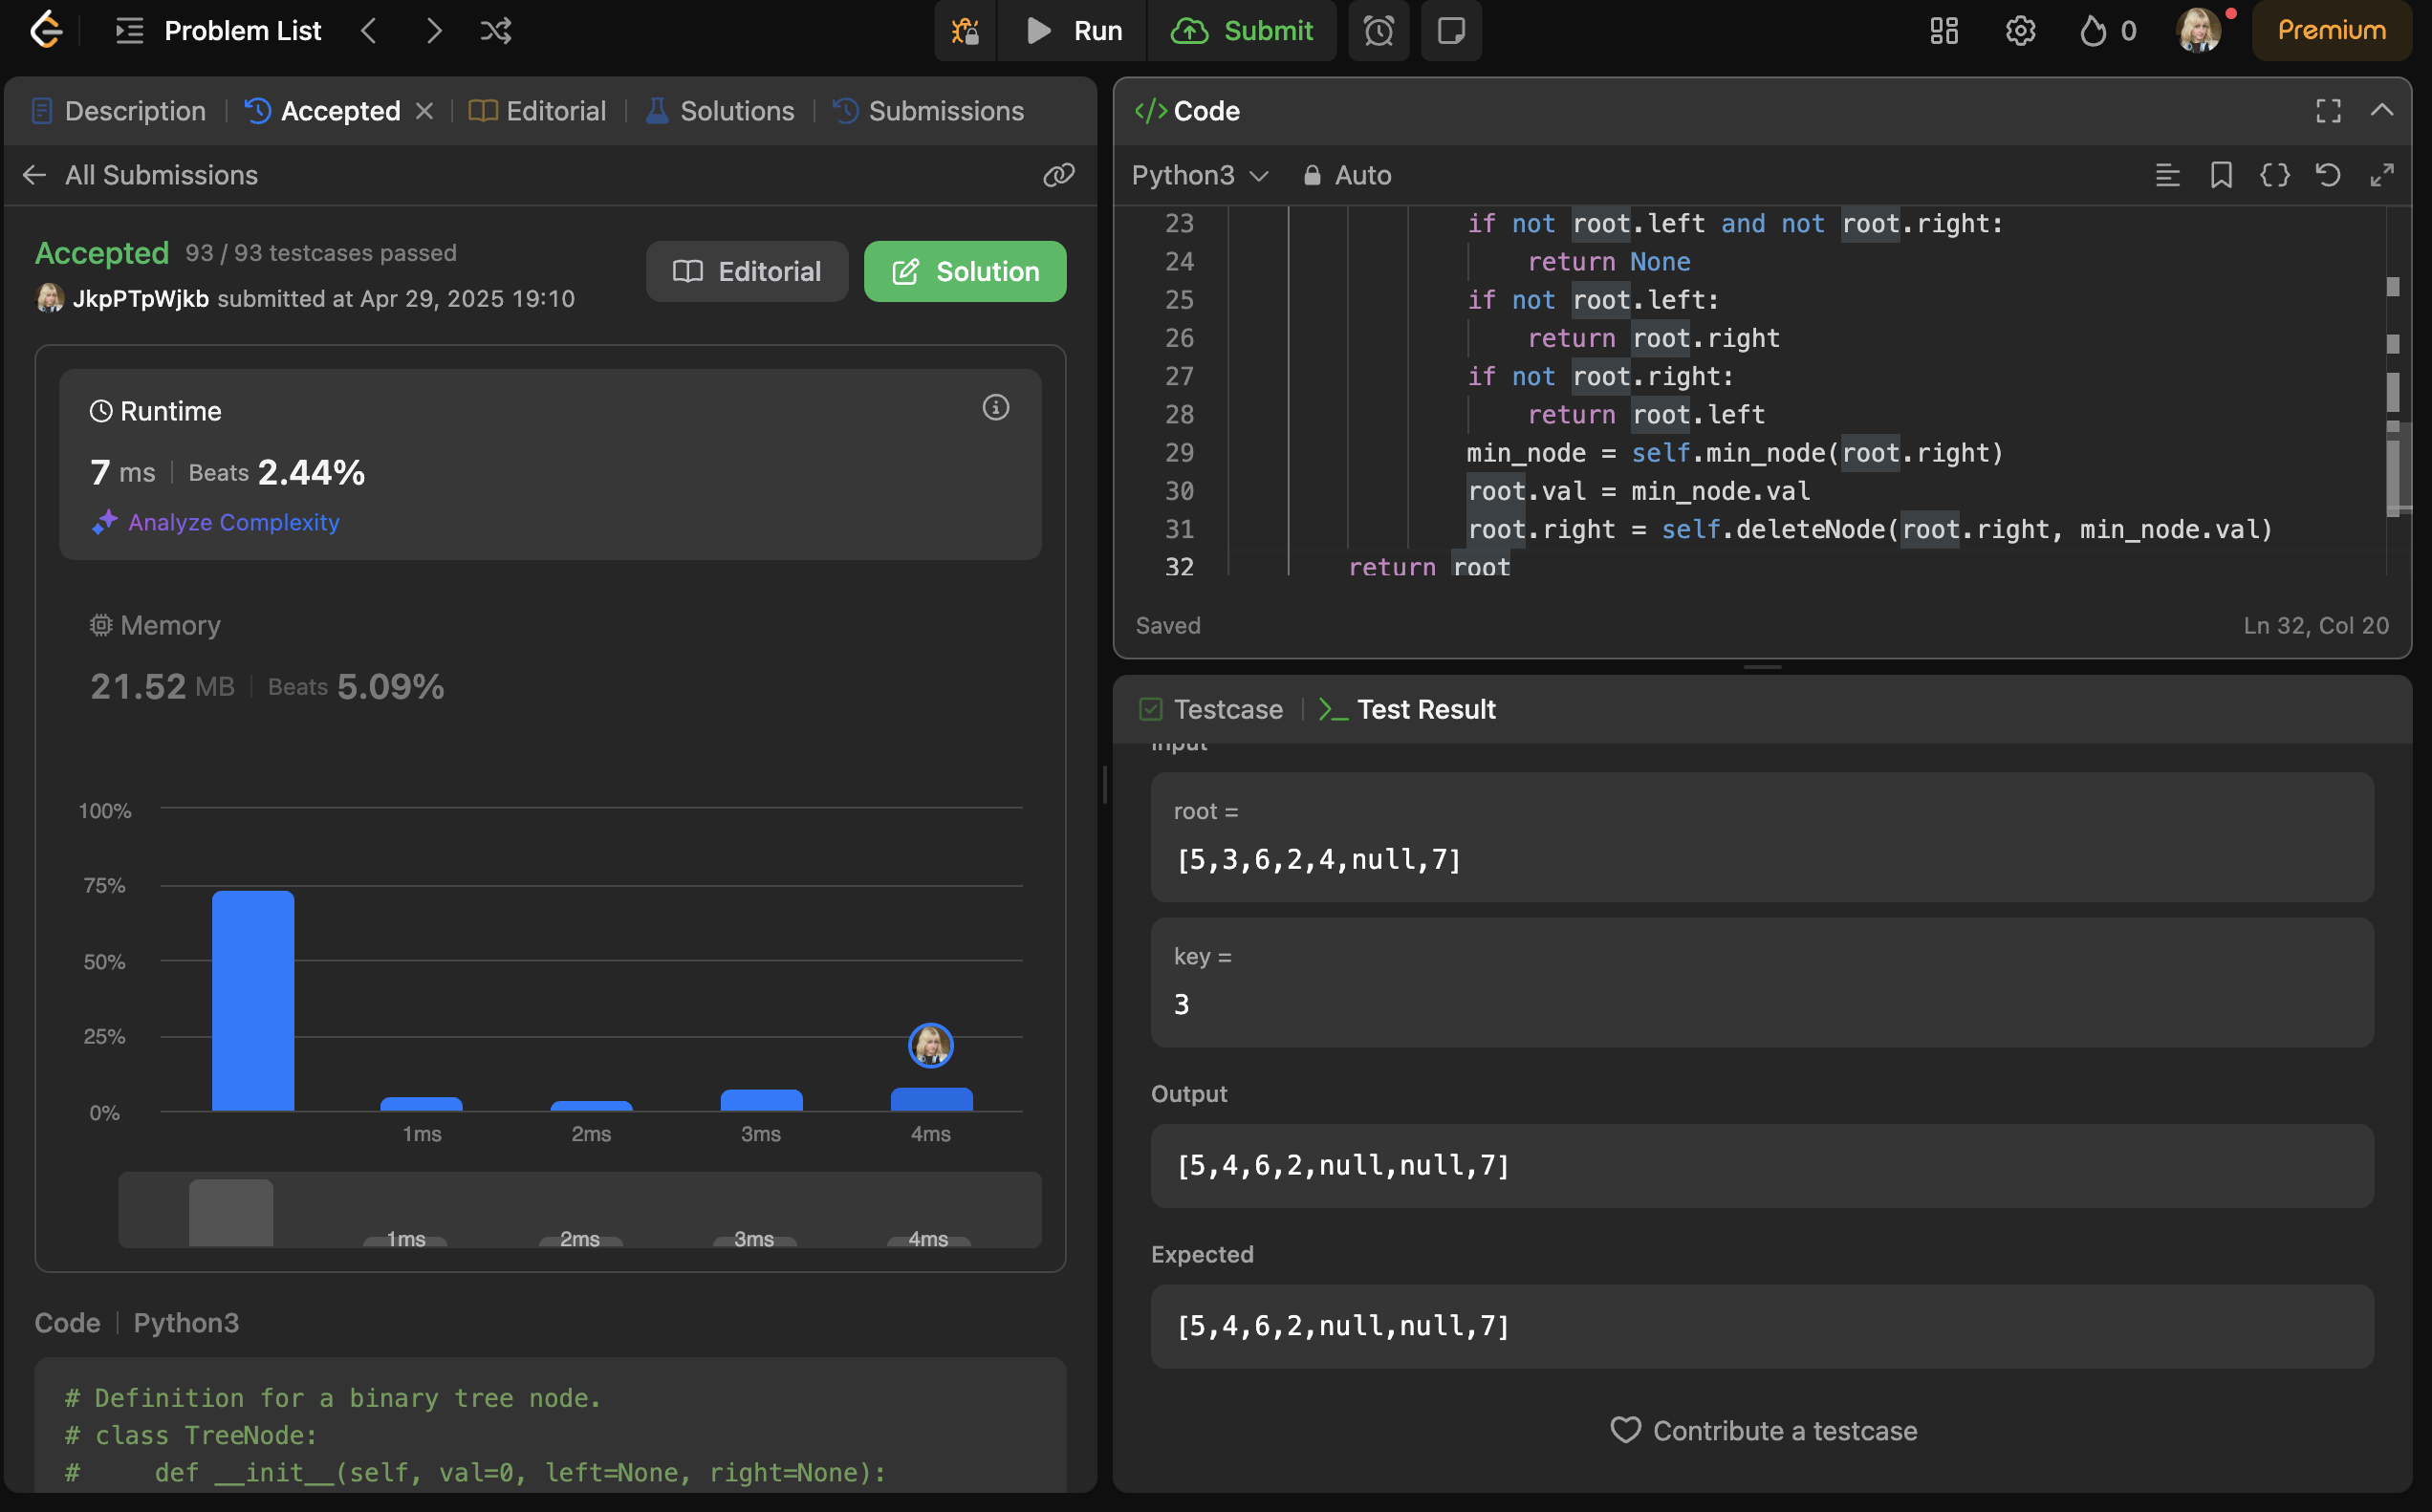 Problem List
Run
Submit
0
Premium
Description
Accepted
Editorial
Solutions
Submissions
All Submissions
Accepted 93 / 93 testcases passed
JkpPTpWjkb submitted at Apr 29, 2025 19:10
Editorial
Solution
Runtime
7 ms Beats 2.44%
Analyze Complexity
Memory
21.52 MB Beats 5.09%
100%
75%
50%
25%
0%
1ms 2ms 3ms 4ms
1ms 2ms 3ms 4ms
Code Python3
# Definition for a binary tree node.
# class TreeNode:
#     def __init__(self, val=0, left=None, right=None):
</> Code
Python3 Auto
23 if not root.left and not root.right:
24 return None
25 if not root.left:
26 return root.right
27 if not root.right:
28 return root.left
29 min_node = self.min_node(root.right)
30 root.val = min_node.val
31 root.right = self.deleteNode(root.right, min_node.val)
32 return root
Saved
Ln 32, Col 20
Testcase
>_ Test Result
Input
root =
[5,3,6,2,4,null,7]
key =
3
Output
[5,4,6,2,null,null,7]
Expected
[5,4,6,2,null,null,7]
Contribute a testcase